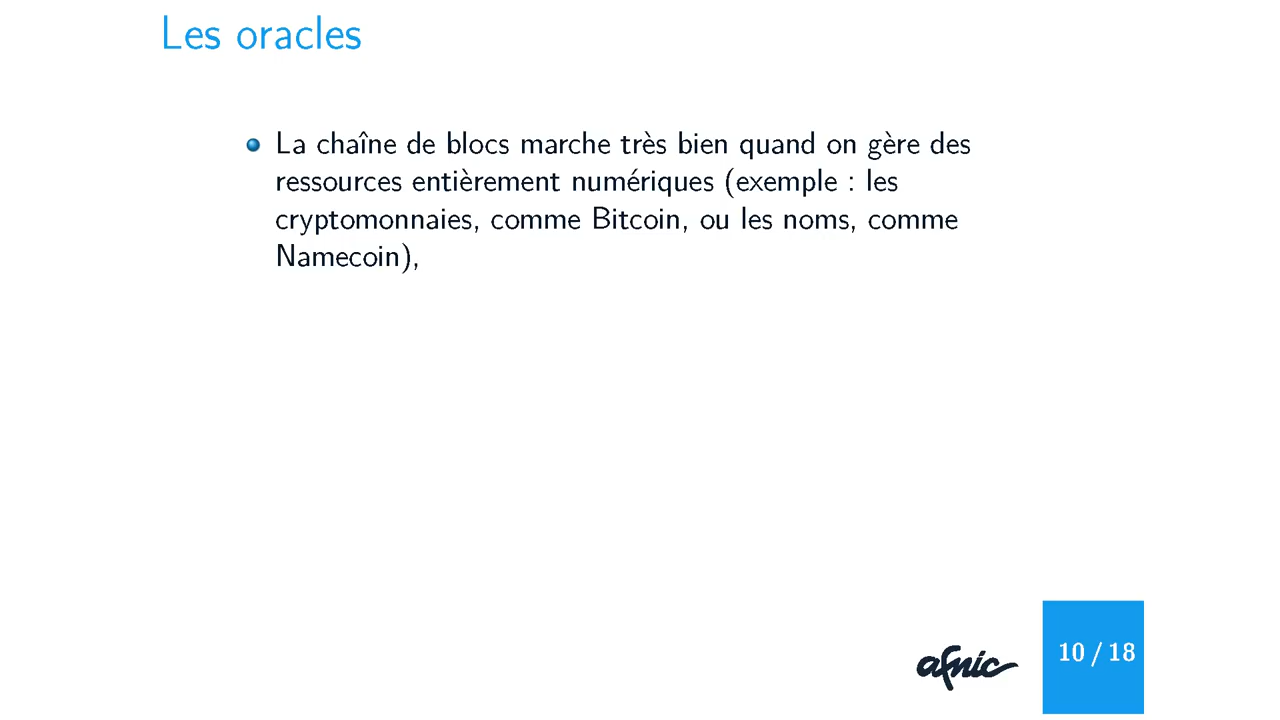 Les oracles
La chaîne de blocs marche très bien quand on gère des
ressources entièrement numériques (exemple : les
cryptomonnaies, comme Bitcoin, ou les noms, comme
Namecoin),
afnic
10 / 18